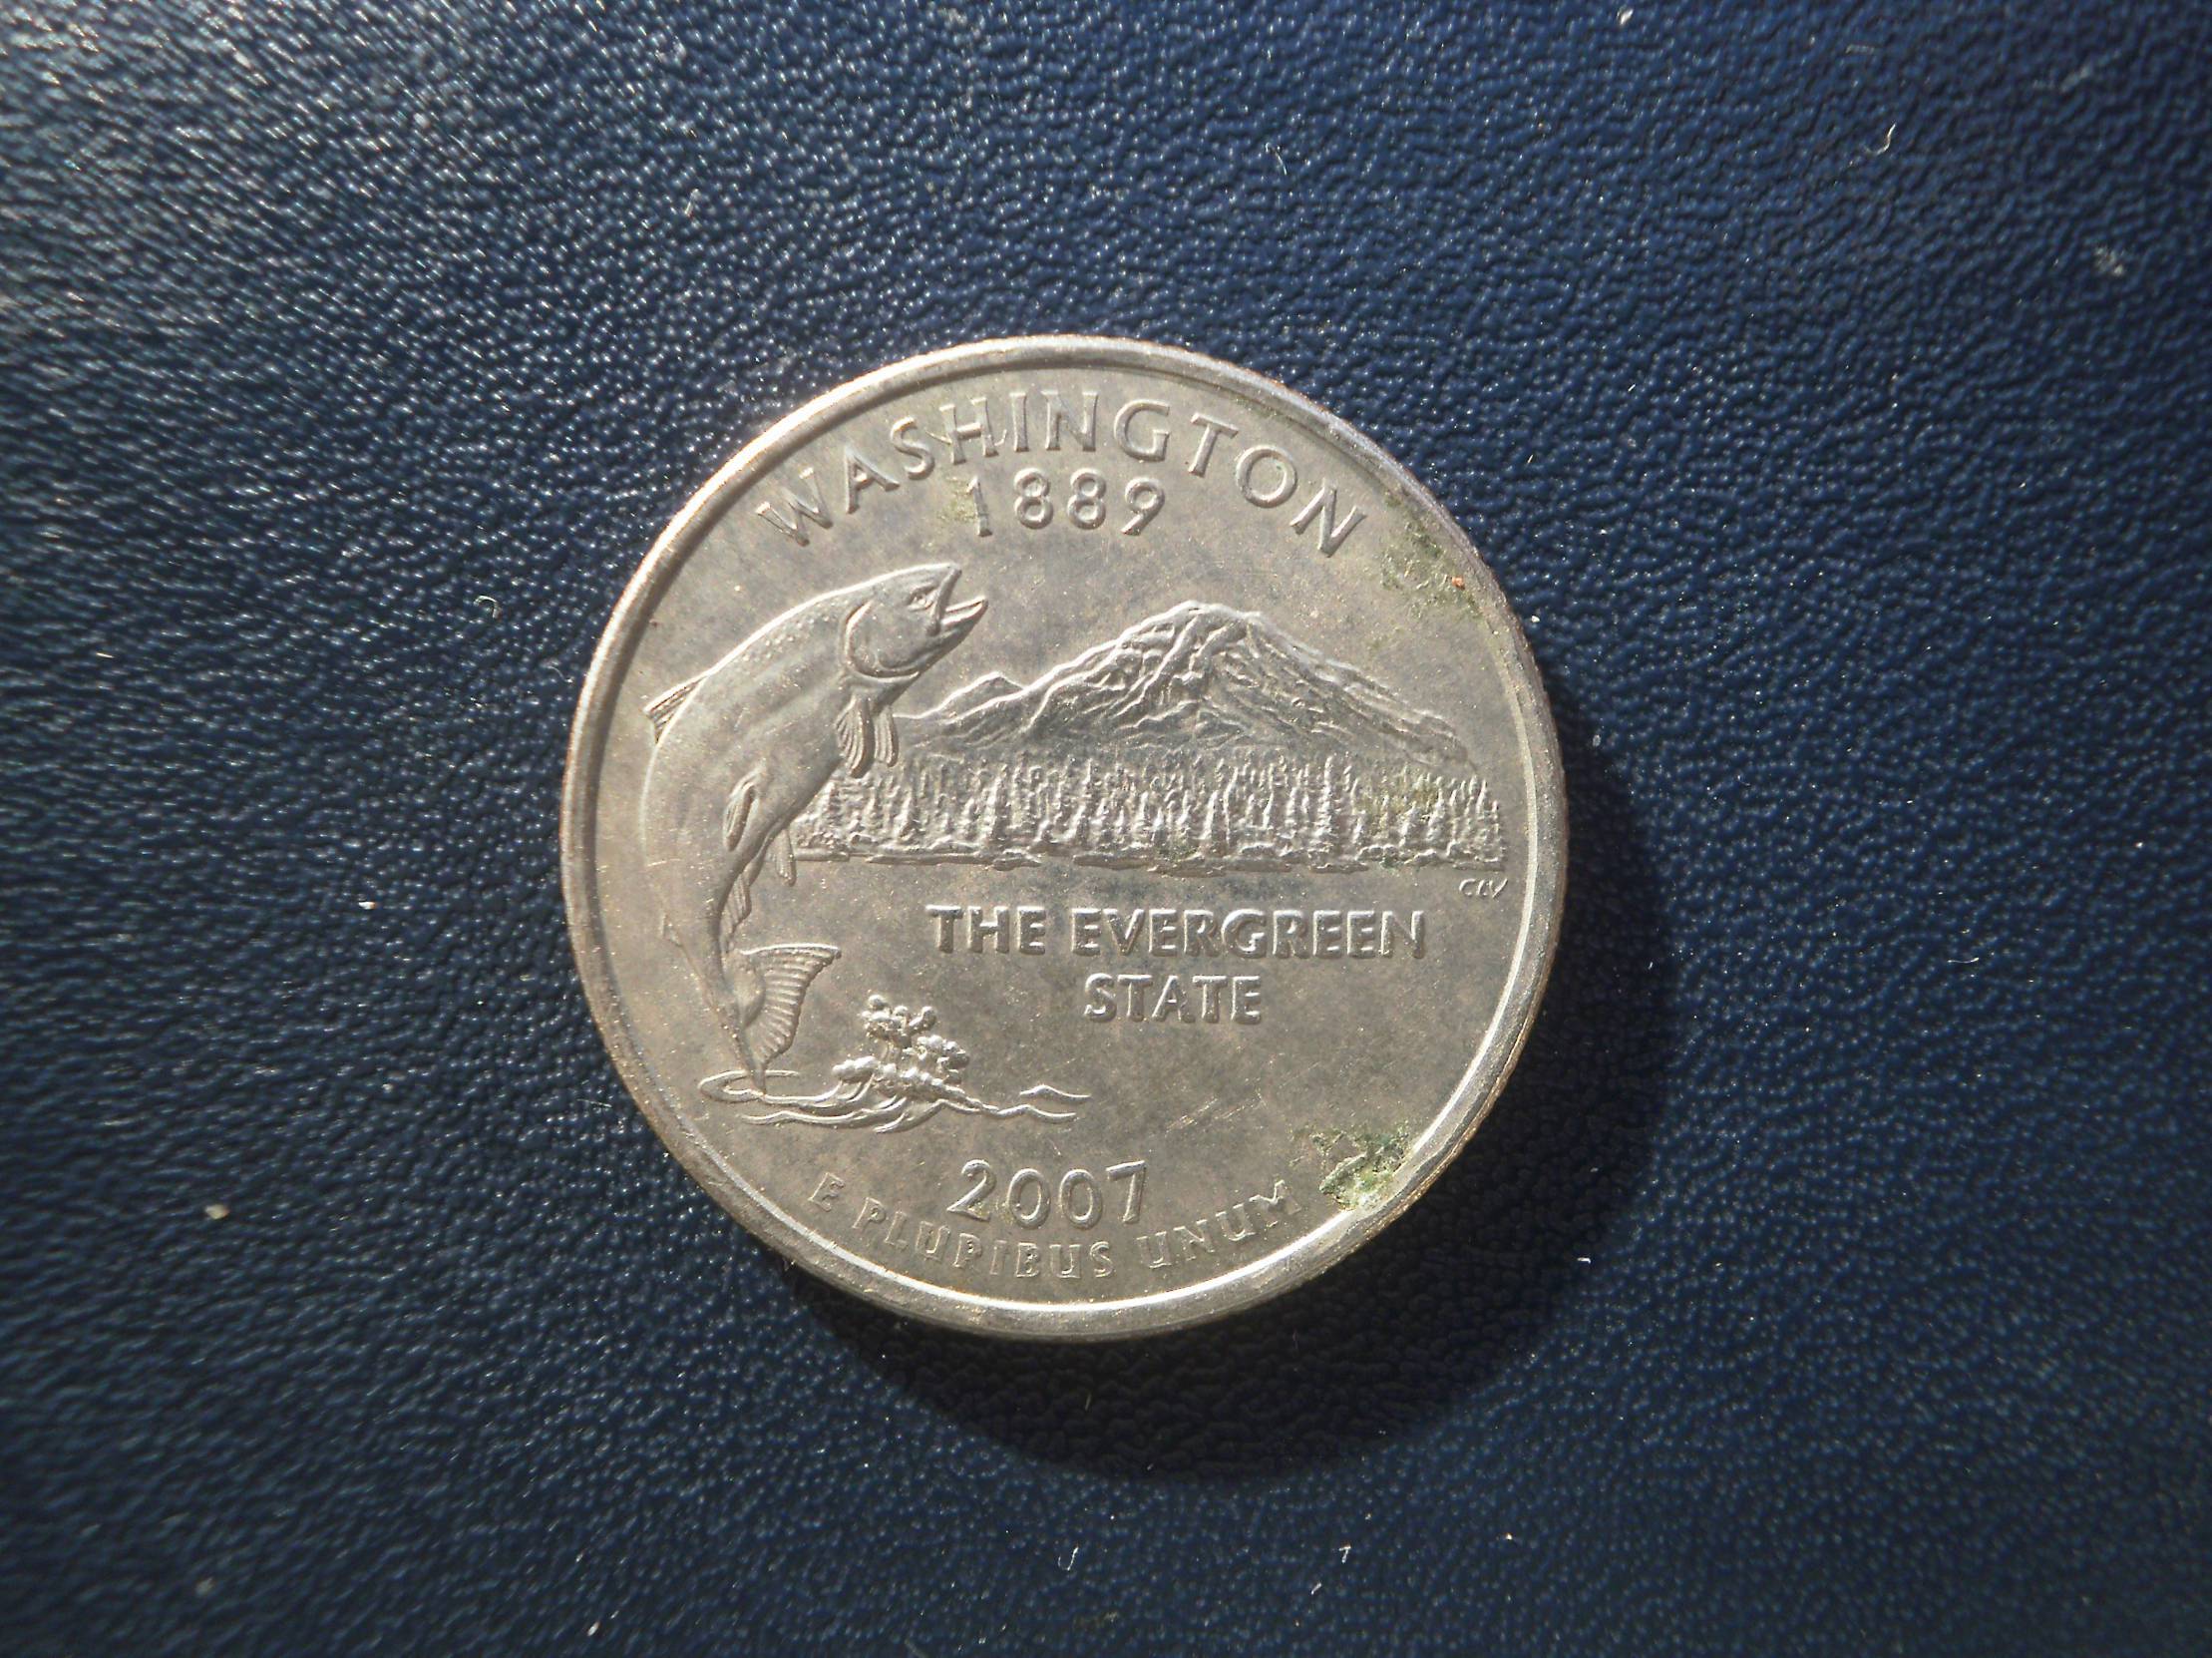 WASHINGTON
1889
CLV
THE EVERGREEN
STATE
2007
E PLURIBUS UNUM